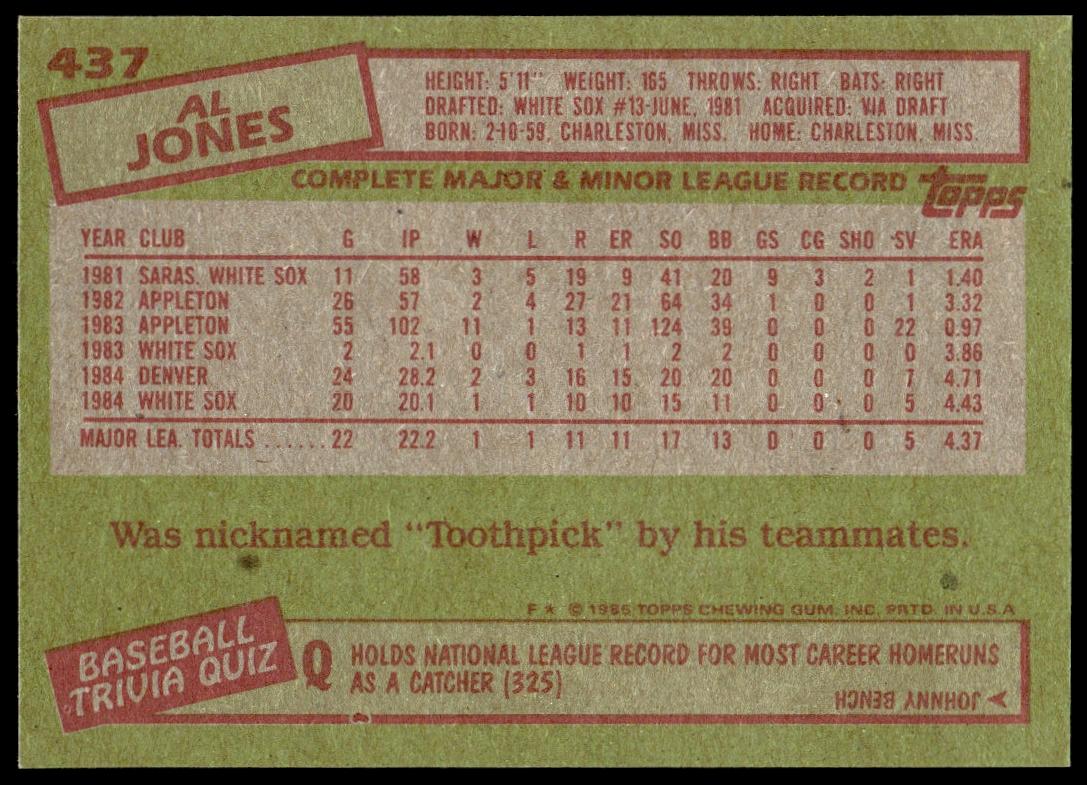 437
AL
JONES
HEIGHT: 5'11" WEIGHT: 165 THROWS: RIGHT BATS: RIGHT
DRAFTED: WHITE SOX #13-JUNE, 1981 ACQUIRED: VIA DRAFT
BORN: 2-10-59, CHARLESTON, MISS. HOME: CHARLESTON, MISS.
COMPLETE MAJOR & MINOR LEAGUE RECORD topps
YEAR CLUB G IP W L R ER SO BB GS CG SHO SV ERA
1981 SARAS. WHITE SOX 11 58 3 5 19 9 41 20 9 3 2 1 1.40
1982 APPLETON 26 57 2 4 27 21 64 34 1 0 0 1 3.32
1983 APPLETON 55 102 11 1 13 11 124 39 0 0 0 22 0.97
1983 WHITE SOX 2 2.1 0 0 1 1 2 2 0 0 0 0 3.86
1984 DENVER 24 28.2 2 3 16 15 20 20 0 0 0 7 4.71
1984 WHITE SOX 20 20.1 1 1 10 10 15 11 0 0 0 5 4.43
MAJOR LEA. TOTALS ...... 22 22.2 1 1 11 11 17 13 0 0 0 5 4.37
Was nicknamed "Toothpick" by his teammates.
F ★ © 1985 TOPPS CHEWING GUM, INC. PRTD. IN U.S.A
BASEBALL
TRIVIA QUIZ
Q HOLDS NATIONAL LEAGUE RECORD FOR MOST CAREER HOMERUNS
AS A CATCHER (325)
JOHNNY BENCH